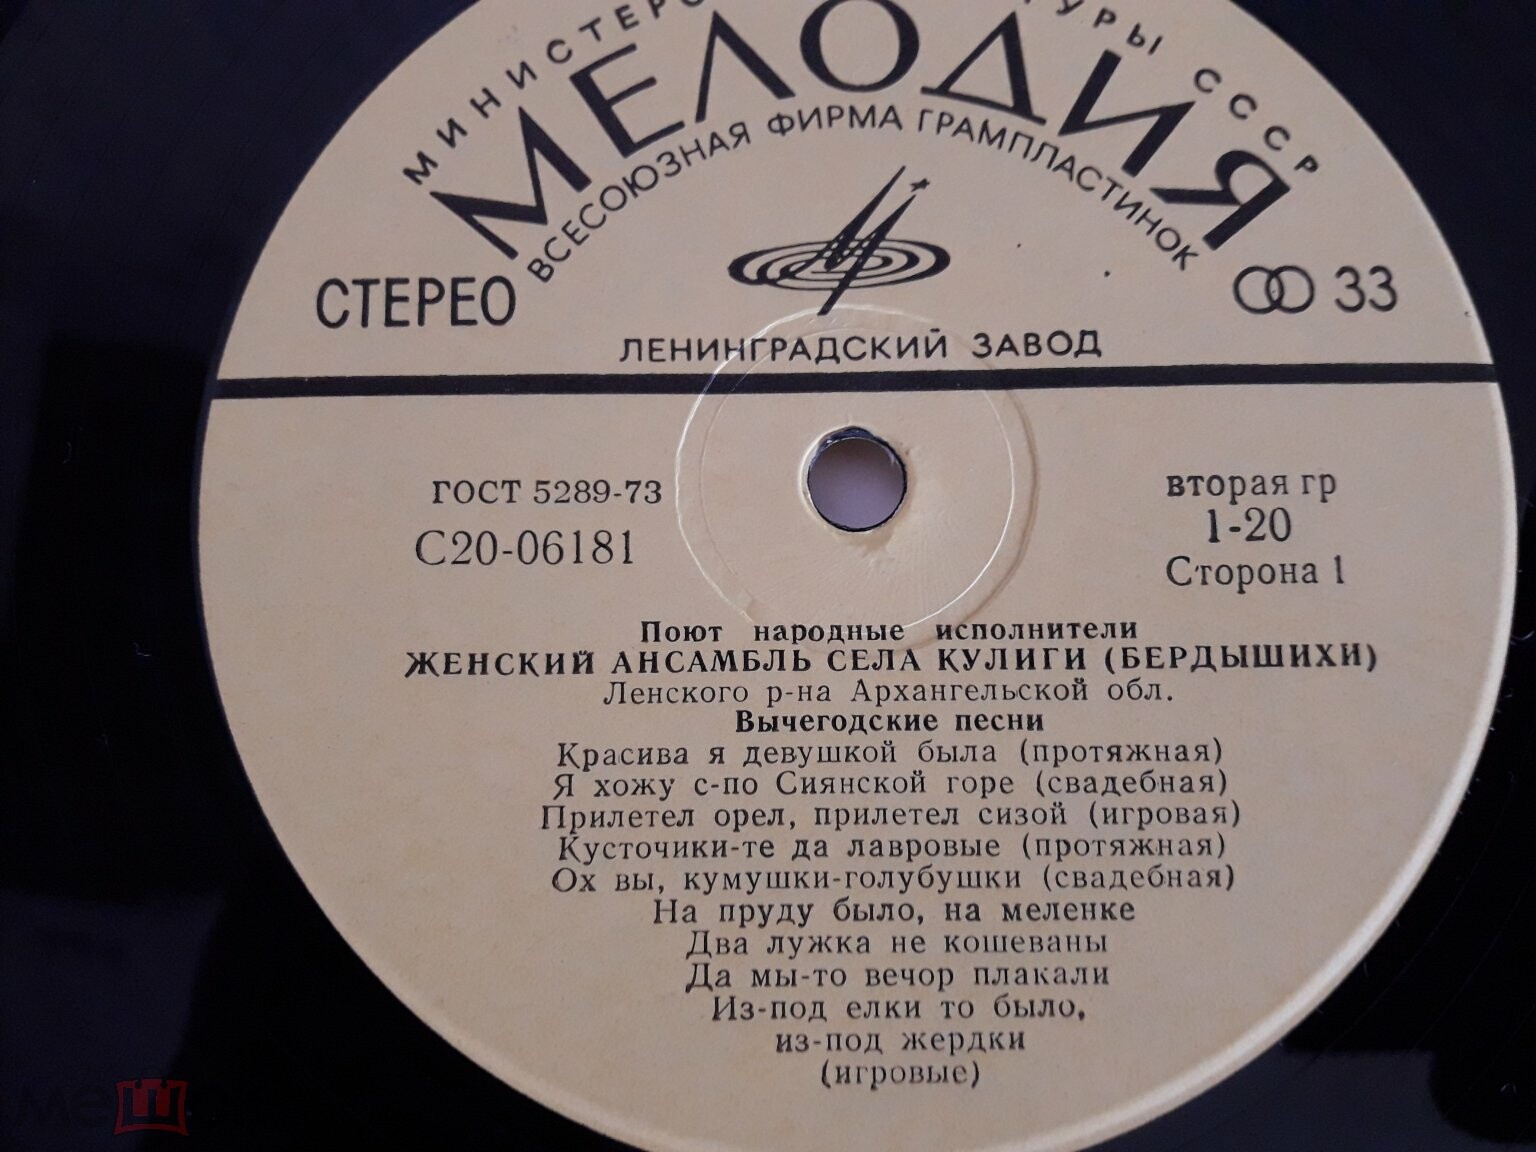 МЕЛОДИЯ
СССР
ВСЕСОЮЗНАЯ ФИРМА ГРАМПЛАСТИНОК
СТЕРЕО
33
ЛЕНИНГРАДСКИЙ ЗАВОД
ГОСТ 5289-73
С20-06181
вторая гр
1-20
Сторона 1
Поют народные исполнители
ЖЕНСКИЙ АНСАМБЛЬ СЕЛА КУЛИГИ (БЕРДЫШИХИ)
Ленского р-на Архангельской обл.
Вычегодские песни
Красива я девушкой была (протяжная)
Я хожу с-по Сиянской горе (свадебная)
Прилетел орел, прилетел сизой (игровая)
Кусточики-те да лавровые (протяжная)
Ох вы, кумушки-голубушки (свадебная)
На пруду было, на меленке
Два лужка не кошеваны
Да мы-то вечор плакали
Из-под елки то было,
из-под жердки
(игровые)